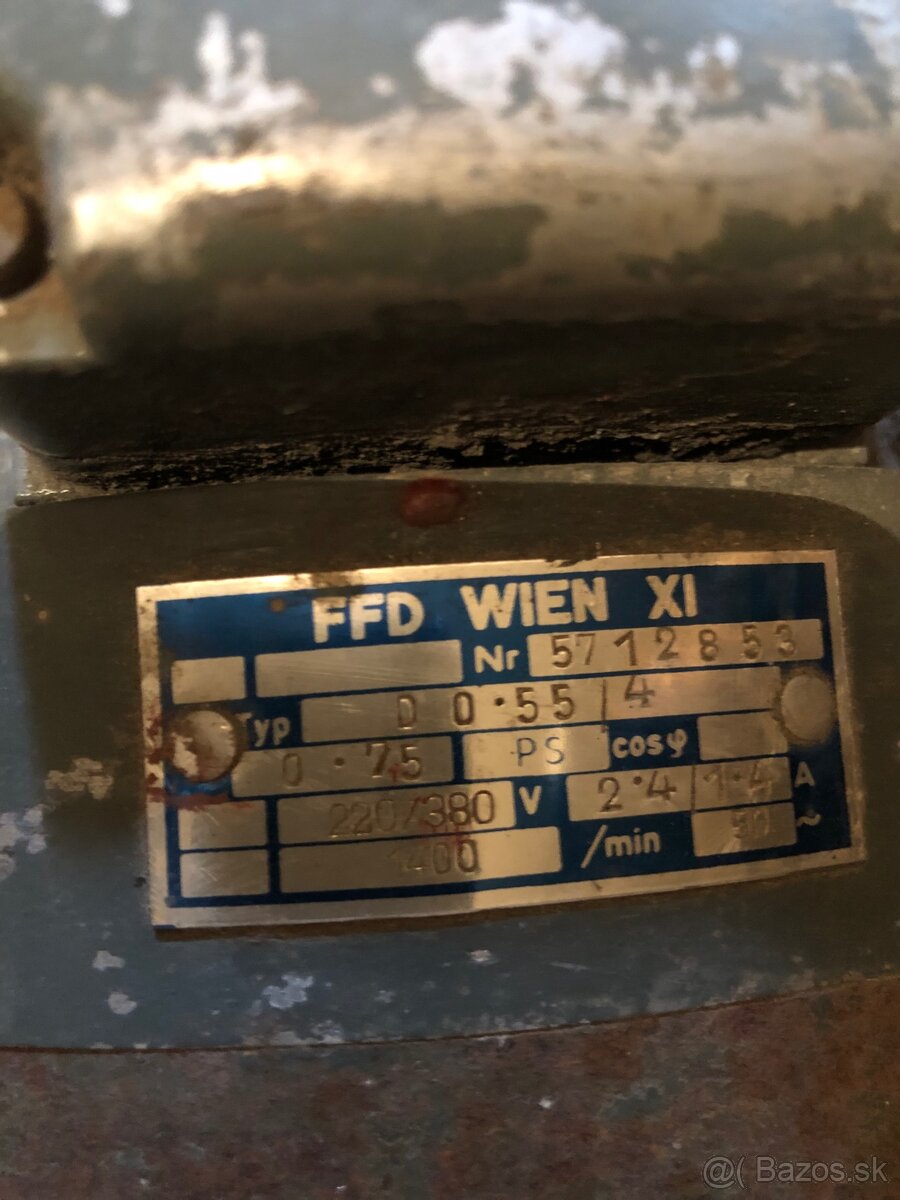 FFD WIEN XI
Nr 5712853
Typ D 0·55/4
0·75 PS cosφ
220/380 V 2·4/1·4 A
1400 /min 50 ~
@( Bazos.sk